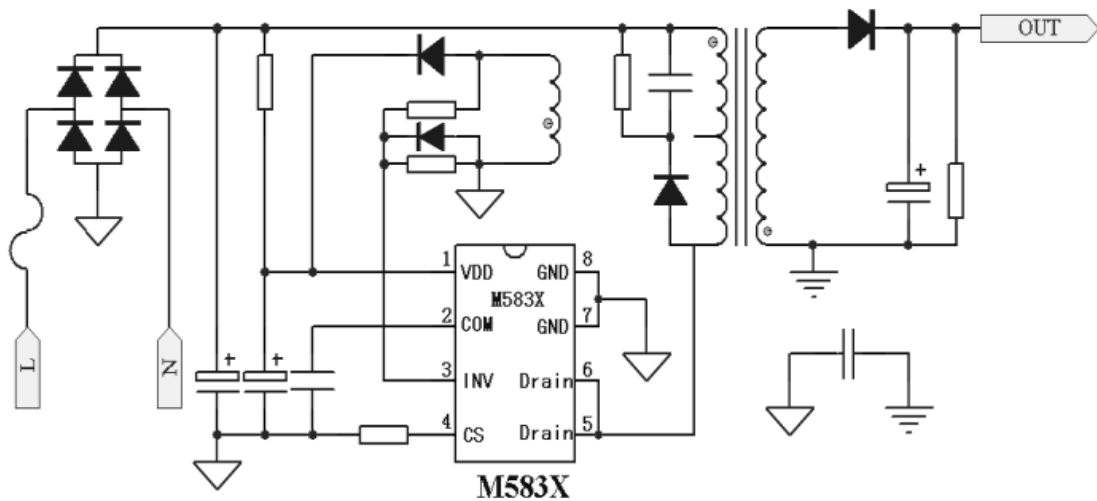 OUT
L
N
+
+
+
1 VDD GND 8
M583X
2 COM GND 7
3 INV Drain 6
4 CS Drain 5
M583X